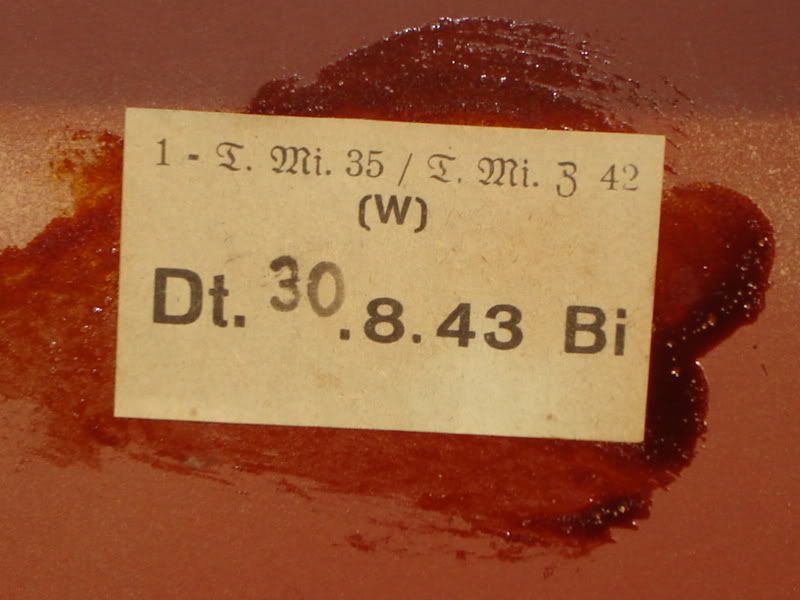 1 - T. Mi. 35 / T. Mi. Z 42
(W)
Dt. 30.8.43 Bi